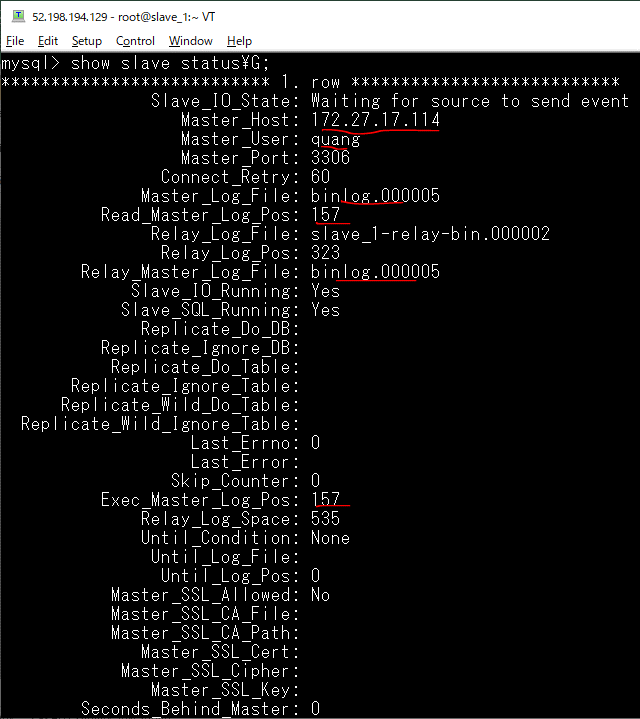 52.198.194.129 - root@slave_1:~ VT
File Edit Setup Control Window Help
mysql> show slave status¥G;
*************************** 1. row ***************************
Slave_IO_State: Waiting for source to send event
Master_Host: 172.27.17.114
Master_User: quang
Master_Port: 3306
Connect_Retry: 60
Master_Log_File: binlog.000005
Read_Master_Log_Pos: 157
Relay_Log_File: slave_1-relay-bin.000002
Relay_Log_Pos: 323
Relay_Master_Log_File: binlog.000005
Slave_IO_Running: Yes
Slave_SQL_Running: Yes
Replicate_Do_DB:
Replicate_Ignore_DB:
Replicate_Do_Table:
Replicate_Ignore_Table:
Replicate_Wild_Do_Table:
Replicate_Wild_Ignore_Table:
Last_Errno: 0
Last_Error:
Skip_Counter: 0
Exec_Master_Log_Pos: 157
Relay_Log_Space: 535
Until_Condition: None
Until_Log_File:
Until_Log_Pos: 0
Master_SSL_Allowed: No
Master_SSL_CA_File:
Master_SSL_CA_Path:
Master_SSL_Cert:
Master_SSL_Cipher:
Master_SSL_Key:
Seconds_Behind_Master: 0